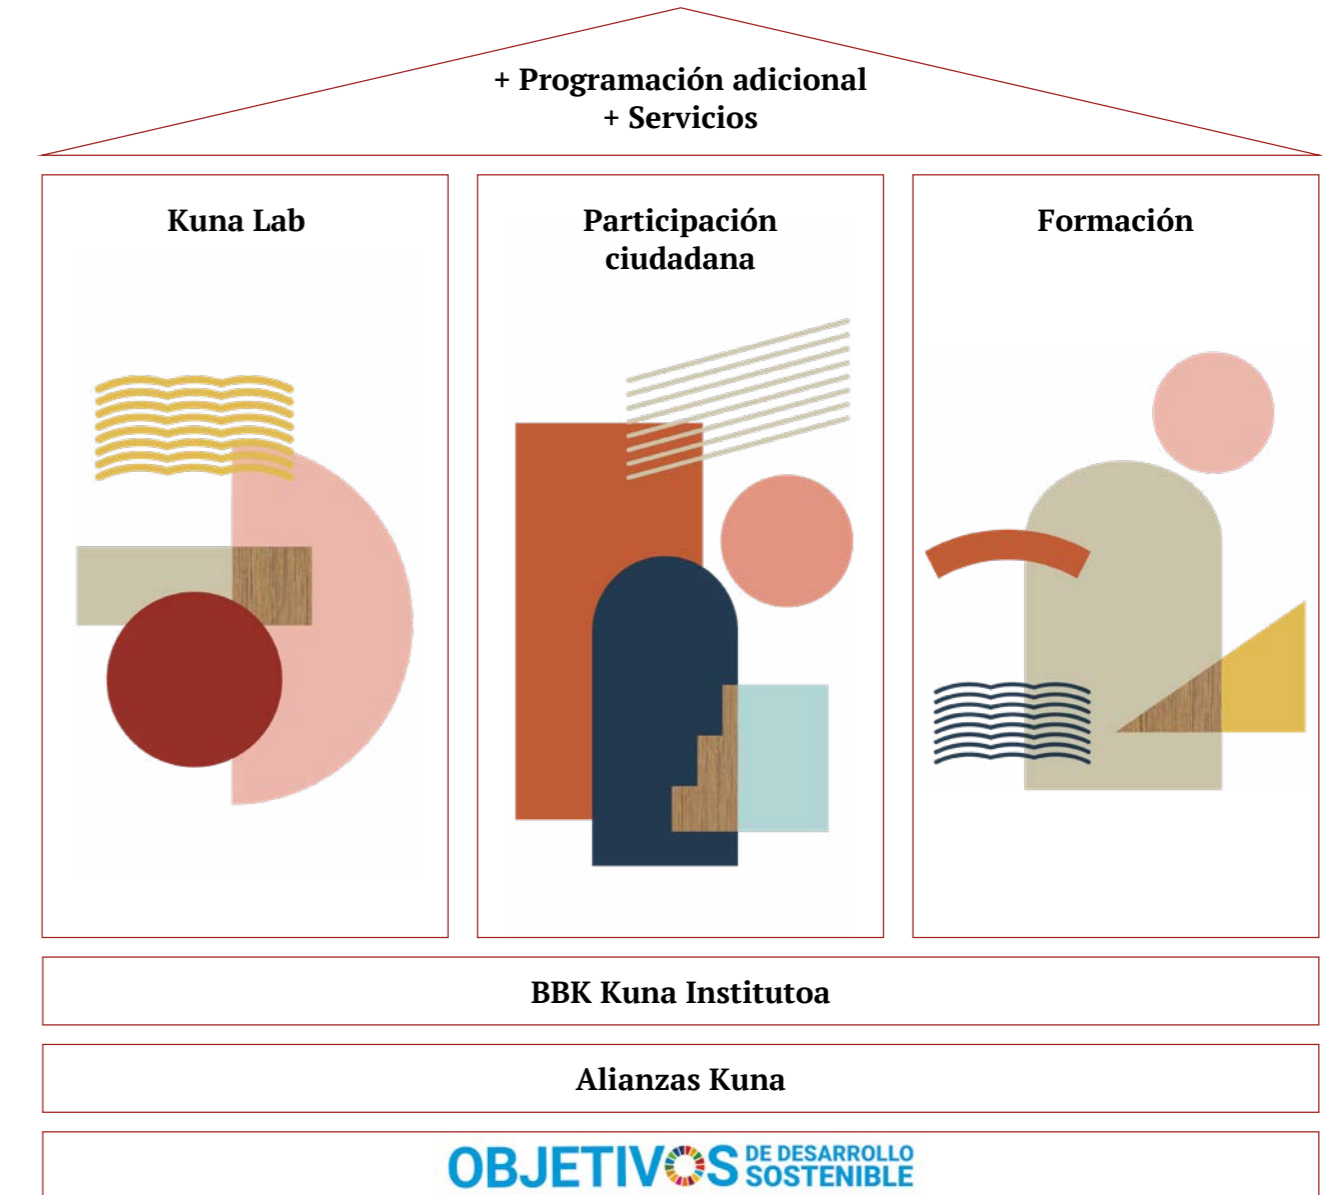 + Programación adicional
+ Servicios
Kuna Lab
Participación
ciudadana
Formación
BBK Kuna Institutoa
Alianzas Kuna
OBJETIVOS DE DESARROLLO
SOSTENIBLE